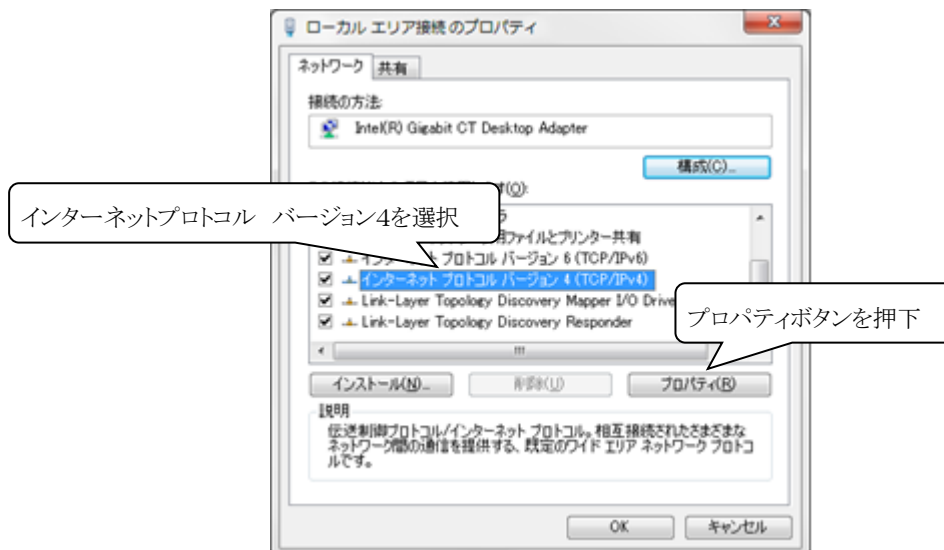 ローカル エリア接続のプロパティ
ネットワーク 共有
接続の方法:
Intel(R) Gigabit CT Desktop Adapter
構成(C)...
(O):
インターネットプロトコル バージョン4を選択
ファイルとプリンター共有
インターネット プロトコル バージョン 6 (TCP/IPv6)
インターネット プロトコル バージョン 4 (TCP/IPv4)
Link-Layer Topology Discovery Mapper I/O Drive
Link-Layer Topology Discovery Responder
プロパティボタンを押下
インストール(N)... 削除(U) プロパティ(R)
説明
伝送制御プロトコル/インターネット プロトコル。相互接続されたさまざまな
ネットワーク間の通信を提供する、既定のワイド エリア ネットワーク プロトコ
ルです。
OK キャンセル